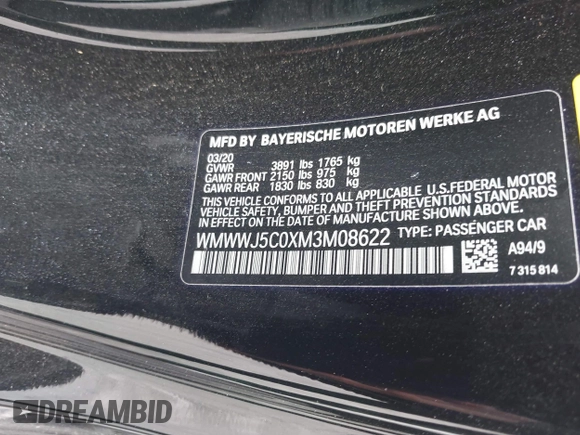 MFD BY BAYERISCHE MOTOREN WERKE AG
03/20
GVWR 3891 lbs 1765 kg
GAWR FRONT 2150 lbs 975 kg
GAWR REAR 1830 lbs 830 kg
THIS VEHICLE CONFORMS TO ALL APPLICABLE U.S.FEDERAL MOTOR
VEHICLE SAFETY, BUMPER AND THEFT PREVENTION STANDARDS
IN EFFECT ON THE DATE OF MANUFACTURE SHOWN ABOVE.
WMWWJ5C0XM3M08622 TYPE: PASSENGER CAR
A94/9
7 315 814
DREAMBID